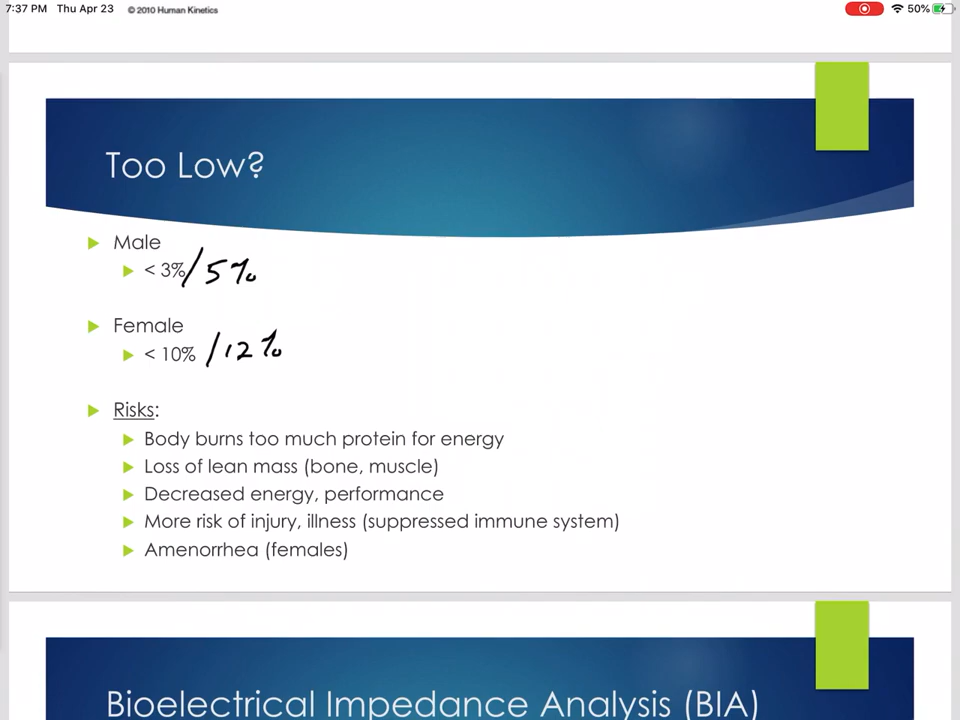 7:37 PM Thu Apr 23 © 2010 Human Kinetics 50%
Too Low?
Male
< 3% / 5%
Female
< 10% / 12%
Risks:
Body burns too much protein for energy
Loss of lean mass (bone, muscle)
Decreased energy, performance
More risk of injury, illness (suppressed immune system)
Amenorrhea (females)
Bioelectrical Impedance Analysis (BIA)